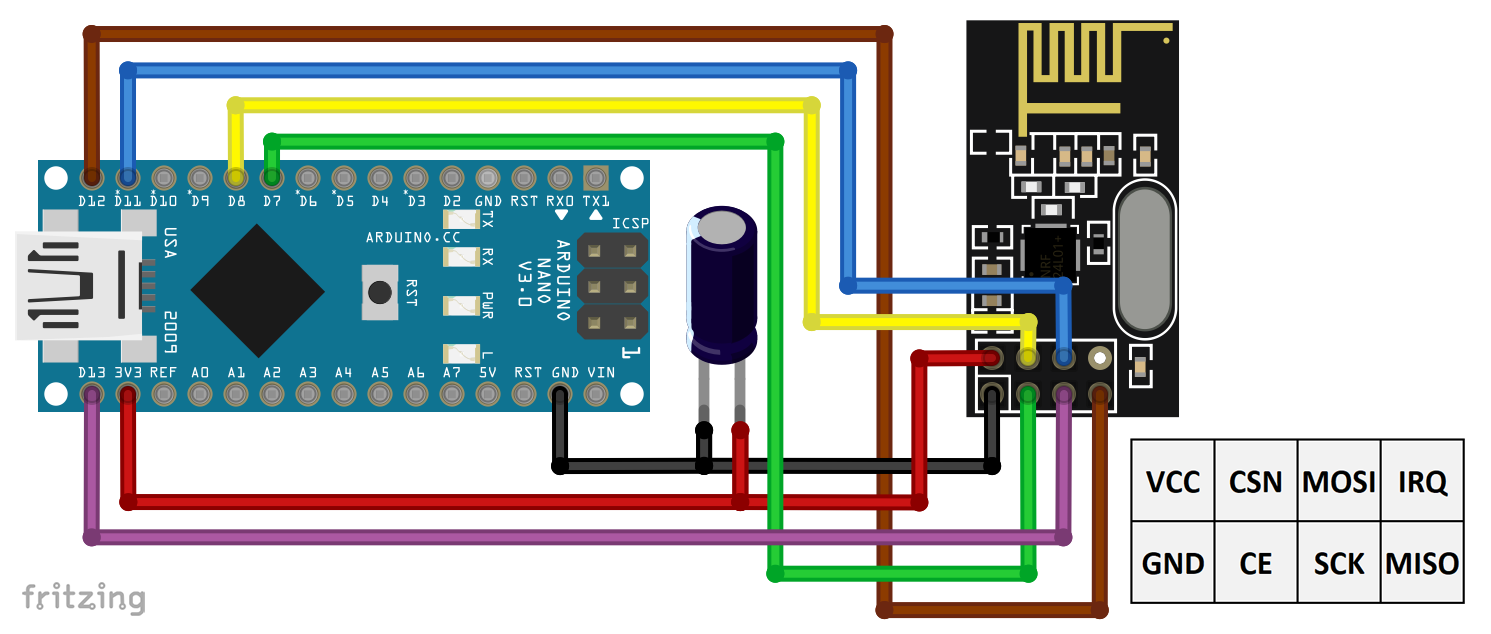 D12 *D11 *D10 *D9 D8 D7 *D6 *D5 D4 *D3 D2 GND RST RX0 TX1
ICSP
USA
2009
ARDUINO.CC
RST
TX
RX
PWR
L
ARDUINO
NANO
V3.0
1
D13 3V3 REF A0 A1 A2 A3 A4 A5 A6 A7 5V RST GND VIN
NRF
24L01+
VCC CSN MOSI IRQ
GND CE SCK MISO
fritzing